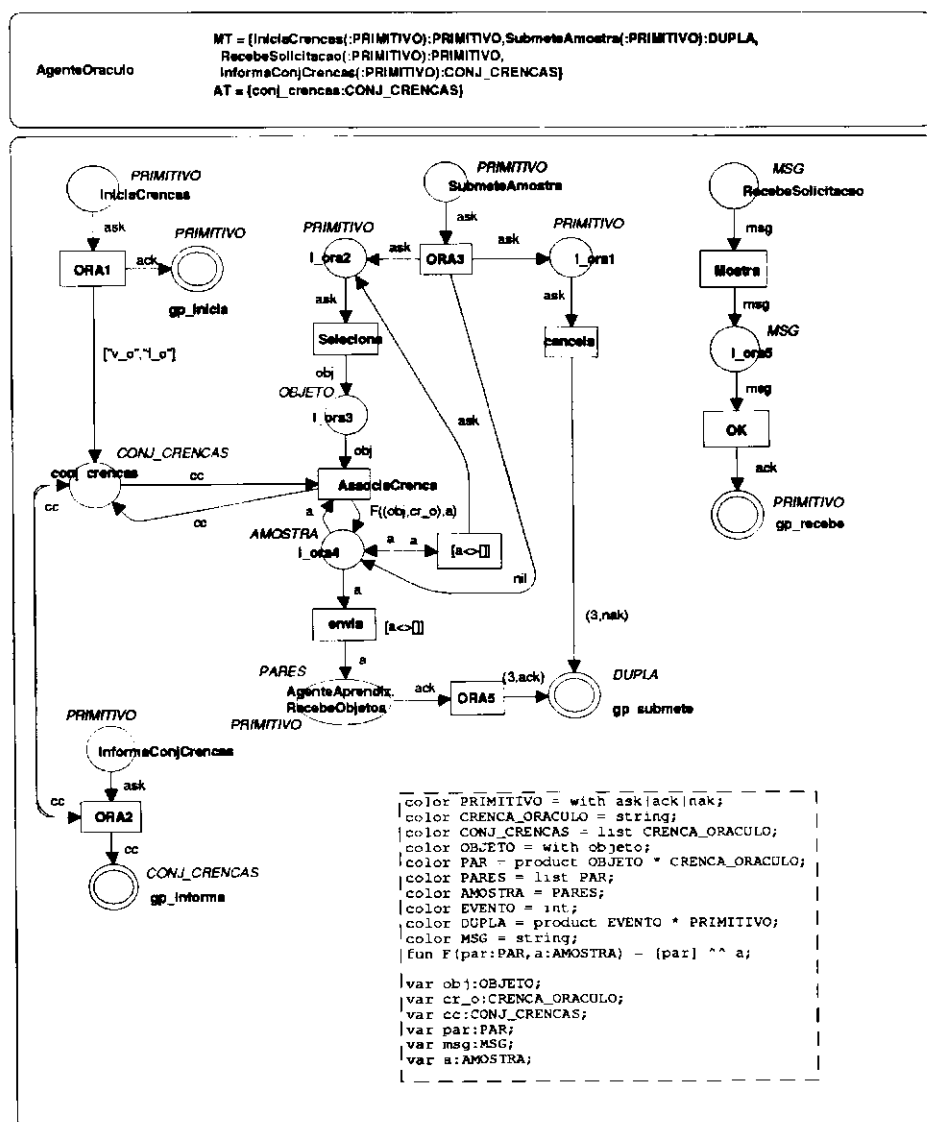 MT = {IniciaCrencas(:PRIMITIVO):PRIMITIVO,SubmeteAmostra(:PRIMITIVO):DUPLA,
RecebeSolicitacao(:PRIMITIVO):PRIMITIVO,
InformaConjCrencas(:PRIMITIVO):CONJ_CRENCAS}
AgenteOraculo
AT = {conj_crencas:CONJ_CRENCAS}
PRIMITIVO
IniciaCrencas
ask
PRIMITIVO
ORA1
ack
gp_inicia
["v_o","l_o"]
CONJ_CRENCAS
conj_crencas
cc
cc
cc
PRIMITIVO
SubmeteAmostra
ask
PRIMITIVO
I_ora2
ask
ORA3
ask
PRIMITIVO
I_ora1
ask
Seleciona
ask
cancela
obj
OBJETO
I_ora3
obj
ask
AssociaCrenca
a
F((obj,cr_o),a)
AMOSTRA
I_ora4
a
a
[a<>[]]
nil
a
envia
[a<>[]]
a
(3,nak)
PARES
AgenteAprendiz.
RecebeObjetos
PRIMITIVO
ack
ORA5
(3,ack)
DUPLA
gp_submete
MSG
RecebeSolicitacao
msg
Mostra
msg
MSG
I_ora5
msg
OK
ack
PRIMITIVO
gp_recebe
PRIMITIVO
InformaConjCrencas
ask
cc
ORA2
cc
CONJ_CRENCAS
gp_informa
color PRIMITIVO = with ask|ack|nak;
color CRENCA_ORACULO = string;
color CONJ_CRENCAS = list CRENCA_ORACULO;
color OBJETO = with objeto;
color PAR = product OBJETO * CRENCA_ORACULO;
color PARES = list PAR;
color AMOSTRA = PARES;
color EVENTO = int;
color DUPLA = product EVENTO * PRIMITIVO;
color MSG = string;
fun F(par:PAR,a:AMOSTRA) = [par] ^^ a;
var obj:OBJETO;
var cr_o:CRENCA_ORACULO;
var cc:CONJ_CRENCAS;
var par:PAR;
var msg:MSG;
var a:AMOSTRA;